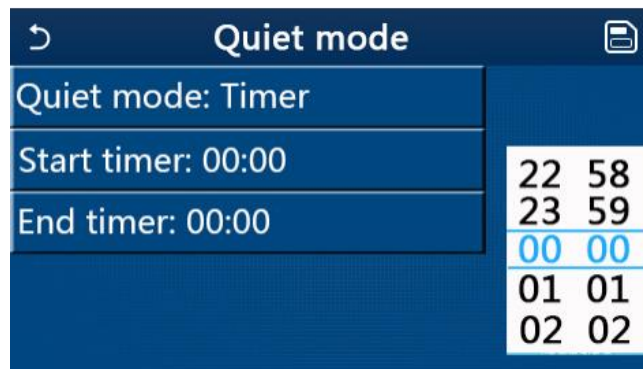 Quiet mode
Quiet mode: Timer
Start timer: 00:00
End timer: 00:00
22 58
23 59
00 00
01 01
02 02